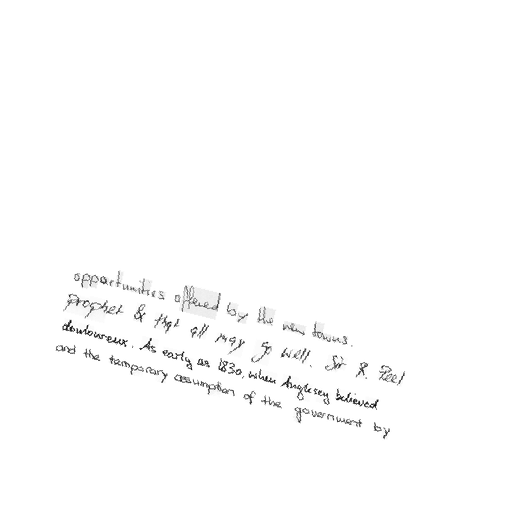 opportunities offered by the new towns.
prophet & that all may go well. Sir R. Peel
douloureux. As early as 1830, when Anglesey believed
and the temporary assumption of the government by